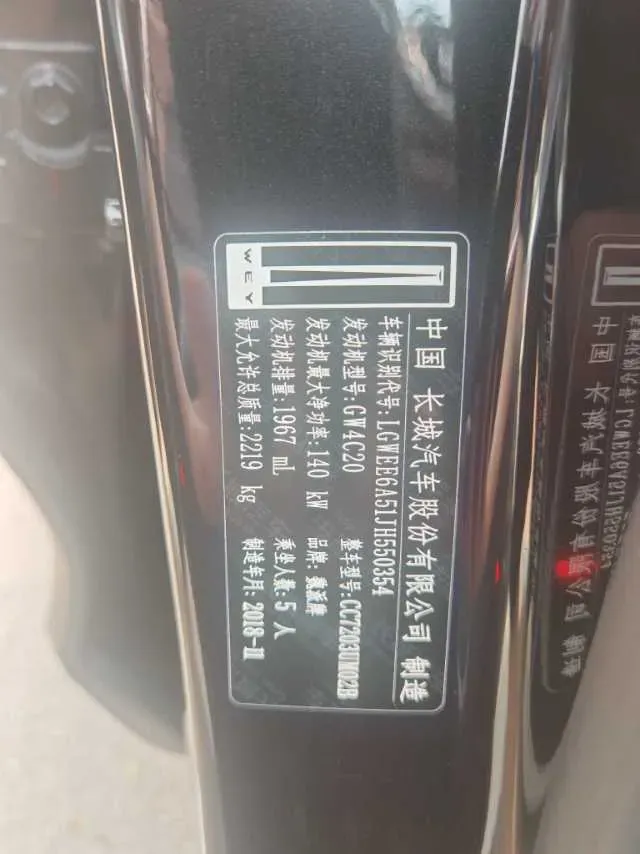 WEY
中国 长城汽车股份有限公司 制造
车辆识别代号:LGWEE6A51JH550354
发动机型号:GW4C20 整车型号:CC7203UM02B
发动机最大净功率:140 kW 品牌:魏派牌
发动机排量:1967 mL 乘坐人数:5 人
最大允许总质量:2219 kg 制造年月:2018-11